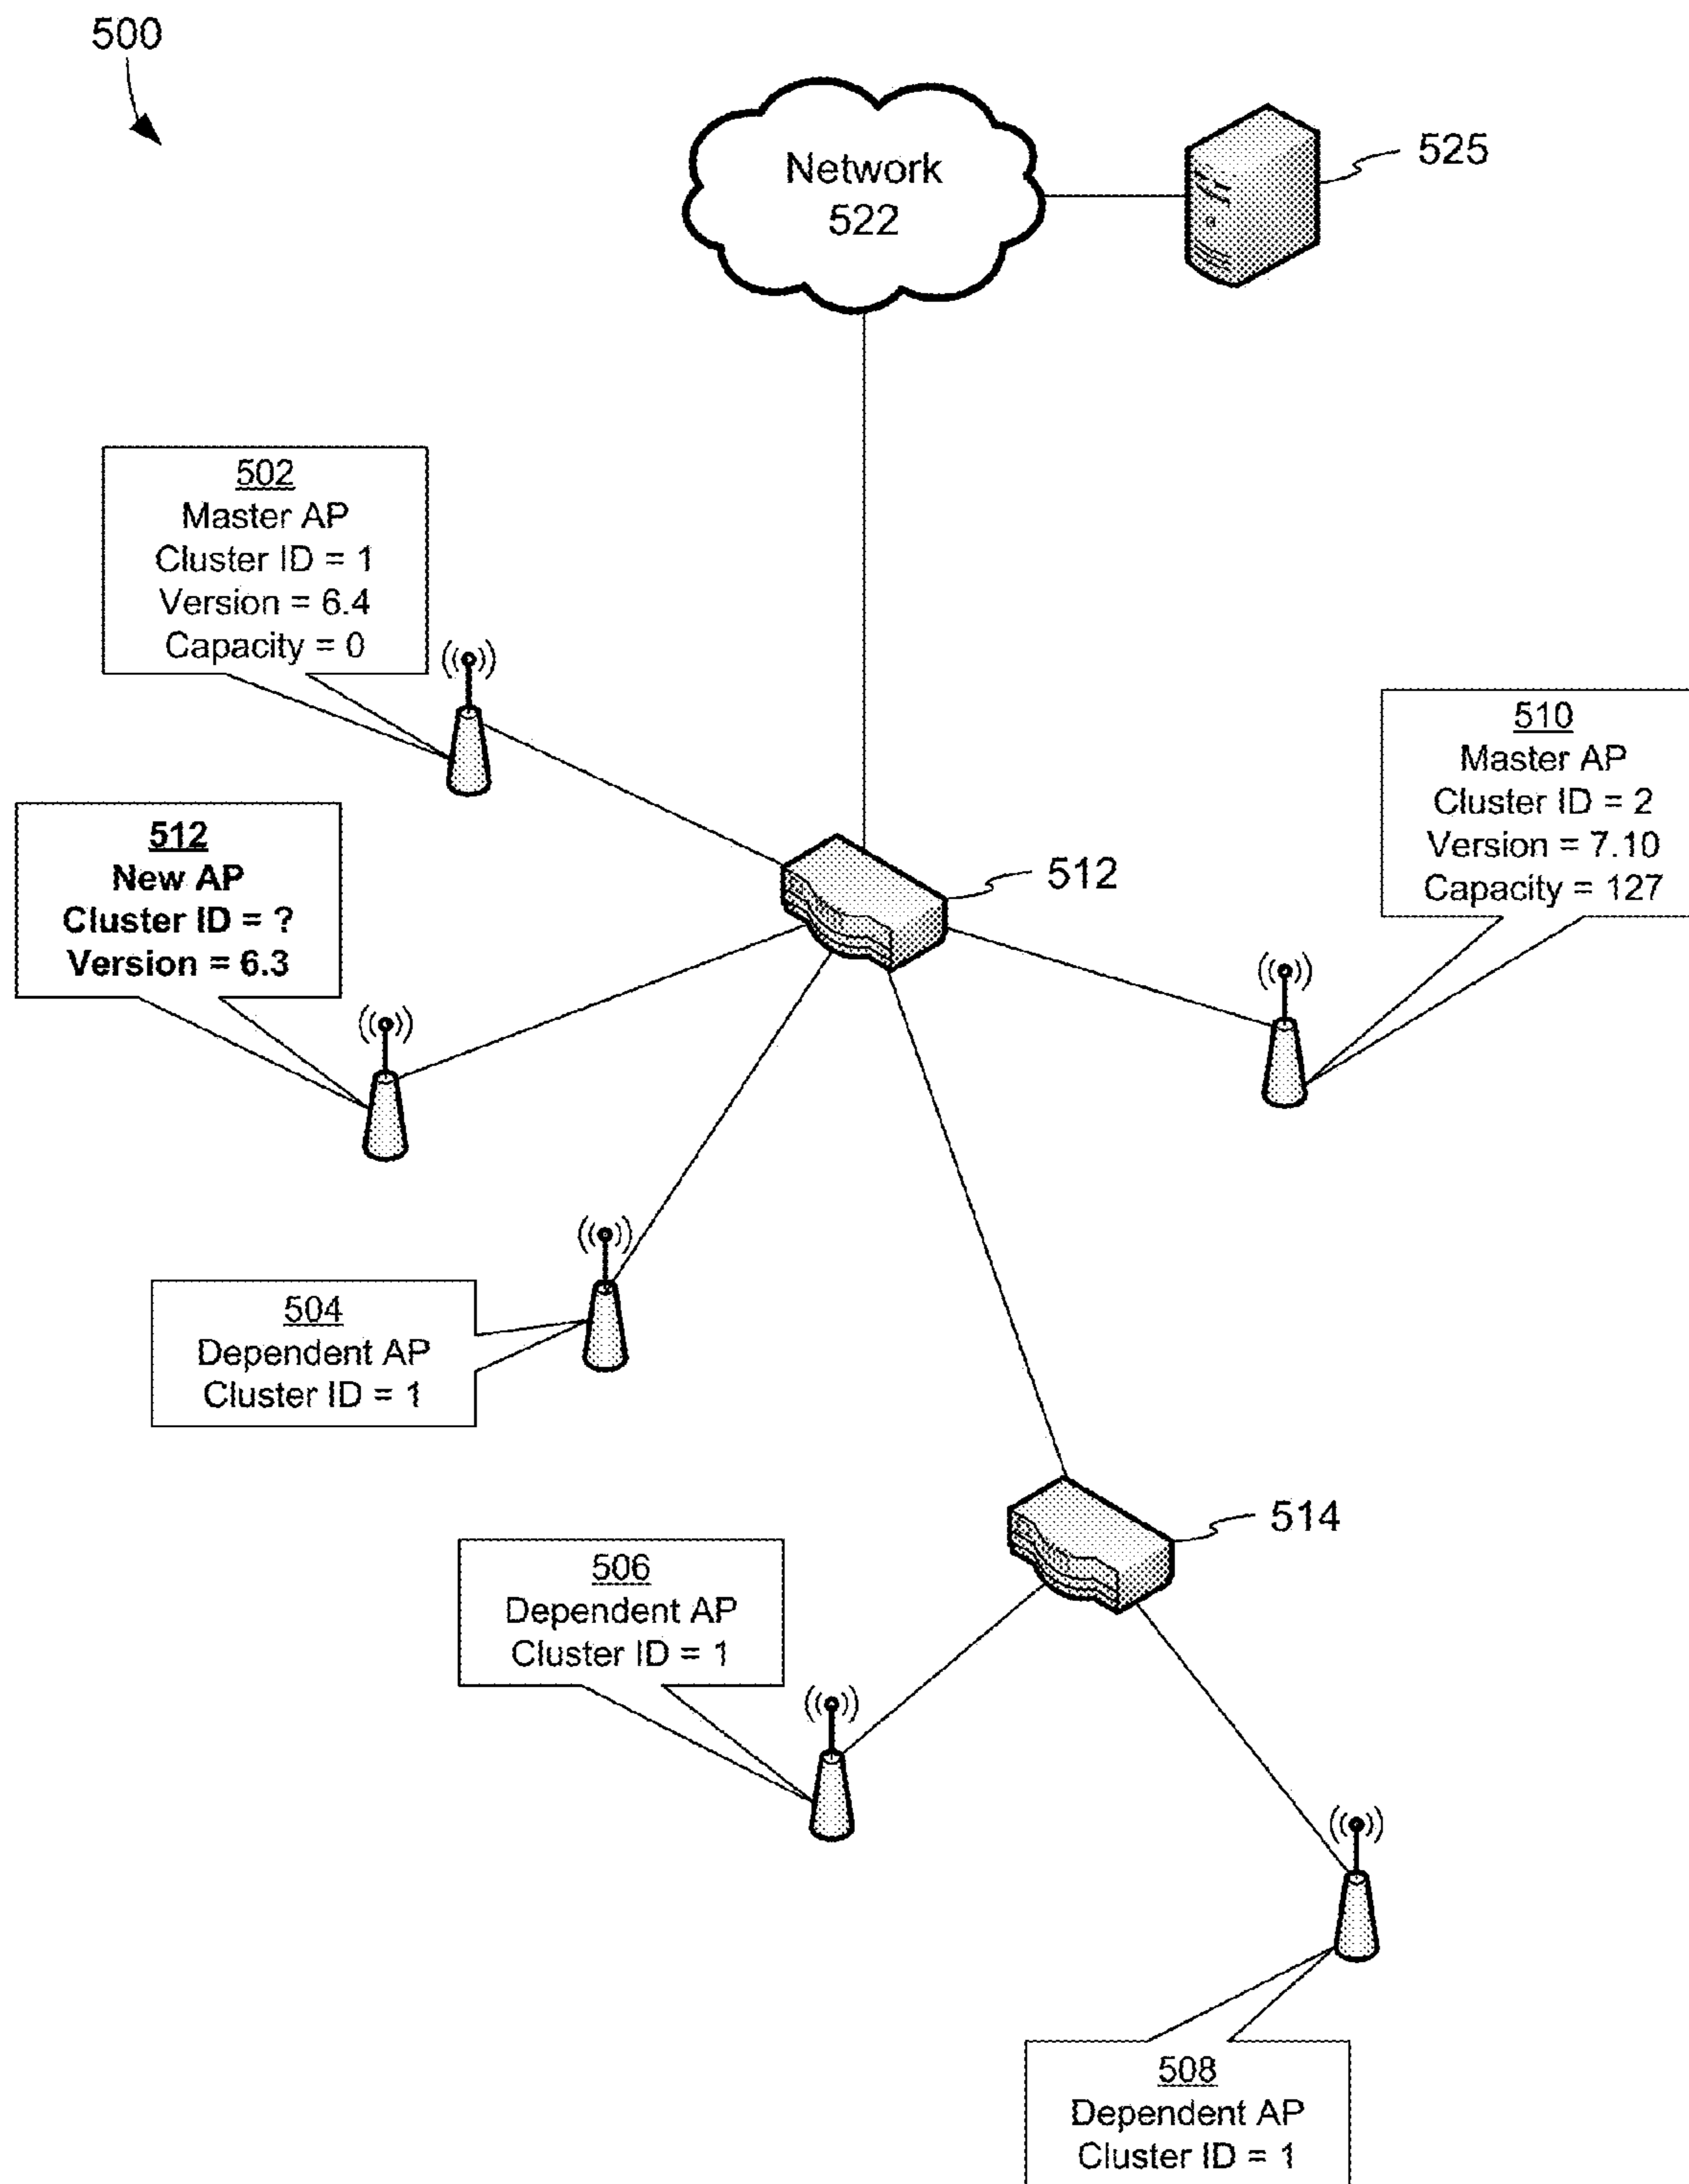 500
Network
522
525
502
Master AP
Cluster ID = 1
Version = 6.4
Capacity = 0
510
Master AP
Cluster ID = 2
Version = 7.10
Capacity = 127
512
New AP
Cluster ID = ?
Version = 6.3
512
504
Dependent AP
Cluster ID = 1
514
506
Dependent AP
Cluster ID = 1
508
Dependent AP
Cluster ID = 1